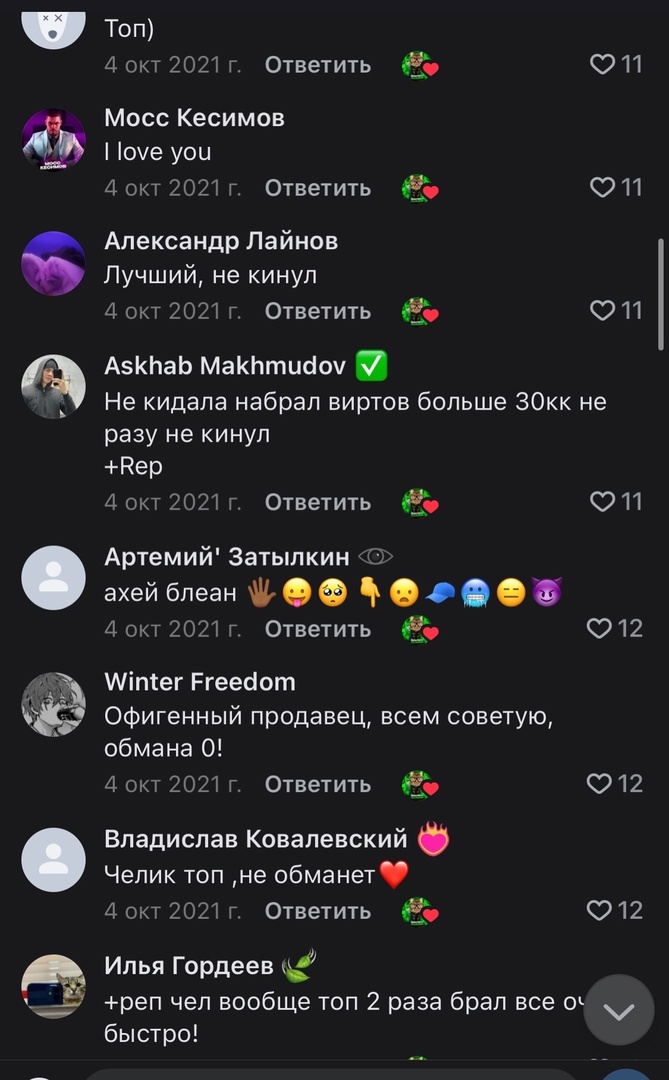 Топ)
4 окт 2021 г. Ответить 11
Мосс Кесимов
I love you
4 окт 2021 г. Ответить 11
Александр Лайнов
Лучший, не кинул
4 окт 2021 г. Ответить 11
Askhab Makhmudov ✅
Не кидала набрал виртов больше 30кк не
разу не кинул
+Rep
4 окт 2021 г. Ответить 11
Артемий' Затылкин 👁
ахей блеан 🖐🏾😛🥺👇😦🧢🥶😑😈
4 окт 2021 г. Ответить 12
Winter Freedom
Офигенный продавец, всем советую,
обмана 0!
4 окт 2021 г. Ответить 12
Владислав Ковалевский ❤️‍🔥
Челик топ ,не обманет❤️
4 окт 2021 г. Ответить 12
Илья Гордеев 🌿
+реп чел вообще топ 2 раза брал все
быстро!